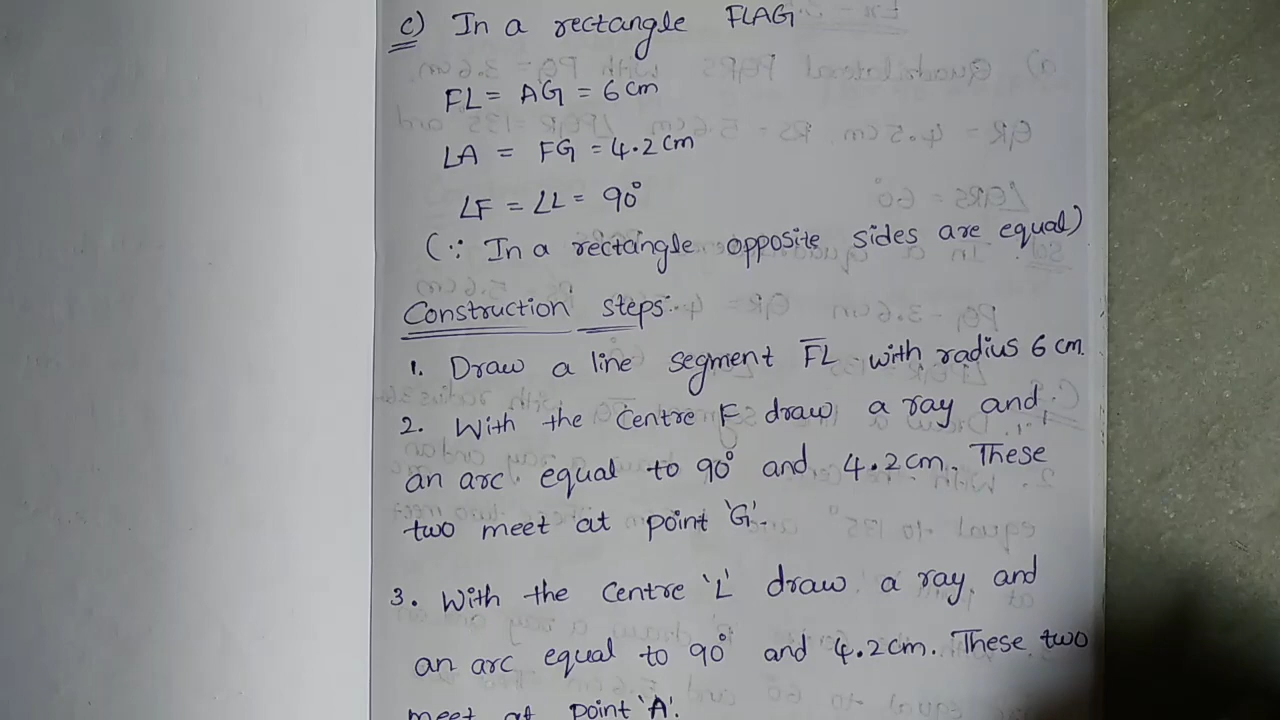 c) In a rectangle FLAG
FL = AG = 6 cm
LA = FG = 4.2 cm
∠F = ∠L = 90°
(∵ In a rectangle opposite sides are equal)
Construction steps:
1. Draw a line segment F̅L̅ with radius 6 cm.
2. With the centre F draw a ray and
an arc equal to 90° and 4.2 cm. These
two meet at point 'G'.
3. With the centre 'L' draw a ray and
an arc equal to 90° and 4.2 cm. These two
meet at point 'A'.